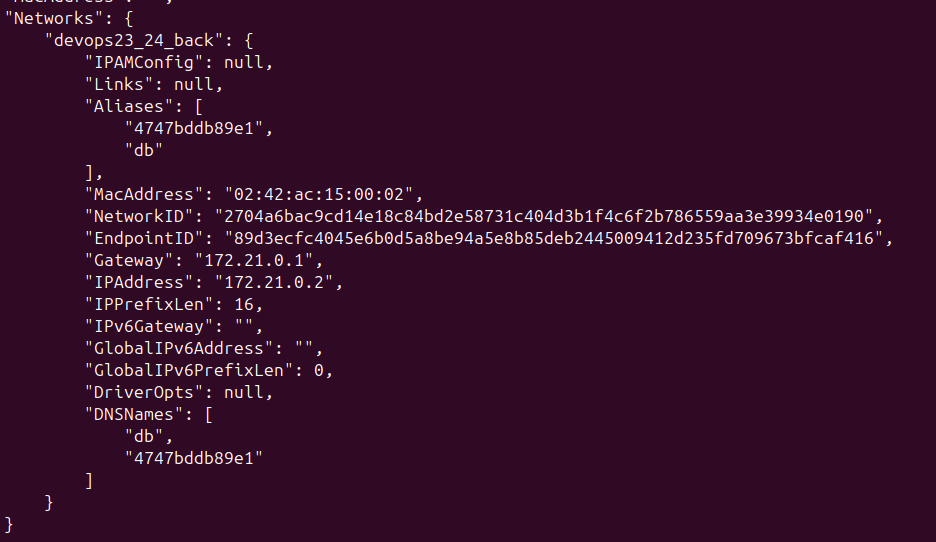 "Networks": {
    "devops23_24_back": {
        "IPAMConfig": null,
        "Links": null,
        "Aliases": [
            "4747bddb89e1",
            "db"
        ],
        "MacAddress": "02:42:ac:15:00:02",
        "NetworkID": "2704a6bac9cd14e18c84bd2e58731c404d3b1f4c6f2b786559aa3e39934e0190",
        "EndpointID": "89d3ecfc4045e6b0d5a8be94a5e8b85deb2445009412d235fd709673bfcaf416",
        "Gateway": "172.21.0.1",
        "IPAddress": "172.21.0.2",
        "IPPrefixLen": 16,
        "IPv6Gateway": "",
        "GlobalIPv6Address": "",
        "GlobalIPv6PrefixLen": 0,
        "DriverOpts": null,
        "DNSNames": [
            "db",
            "4747bddb89e1"
        ]
    }
}